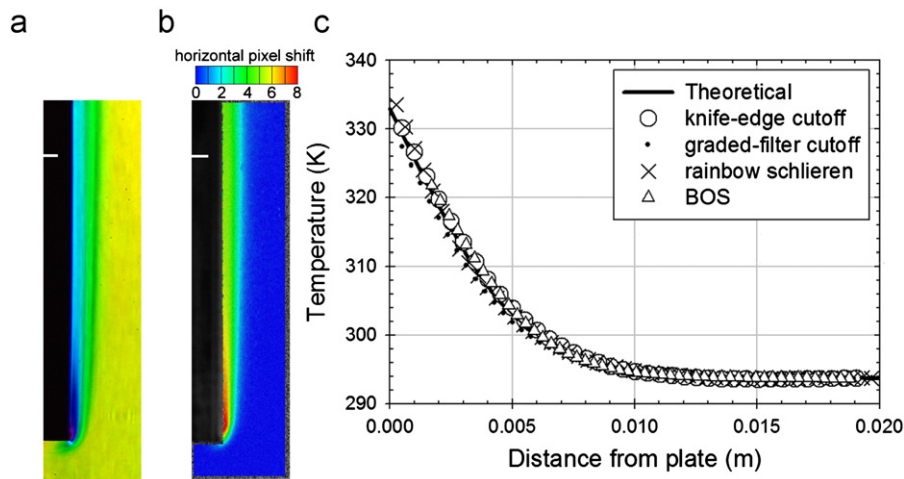 a
b
c
horizontal pixel shift
0 2 4 6 8
340
330
320
310
300
290
Temperature (K)
Theoretical
knife-edge cutoff
graded-filter cutoff
rainbow schlieren
BOS
0.000 0.005 0.010 0.015 0.020
Distance from plate (m)